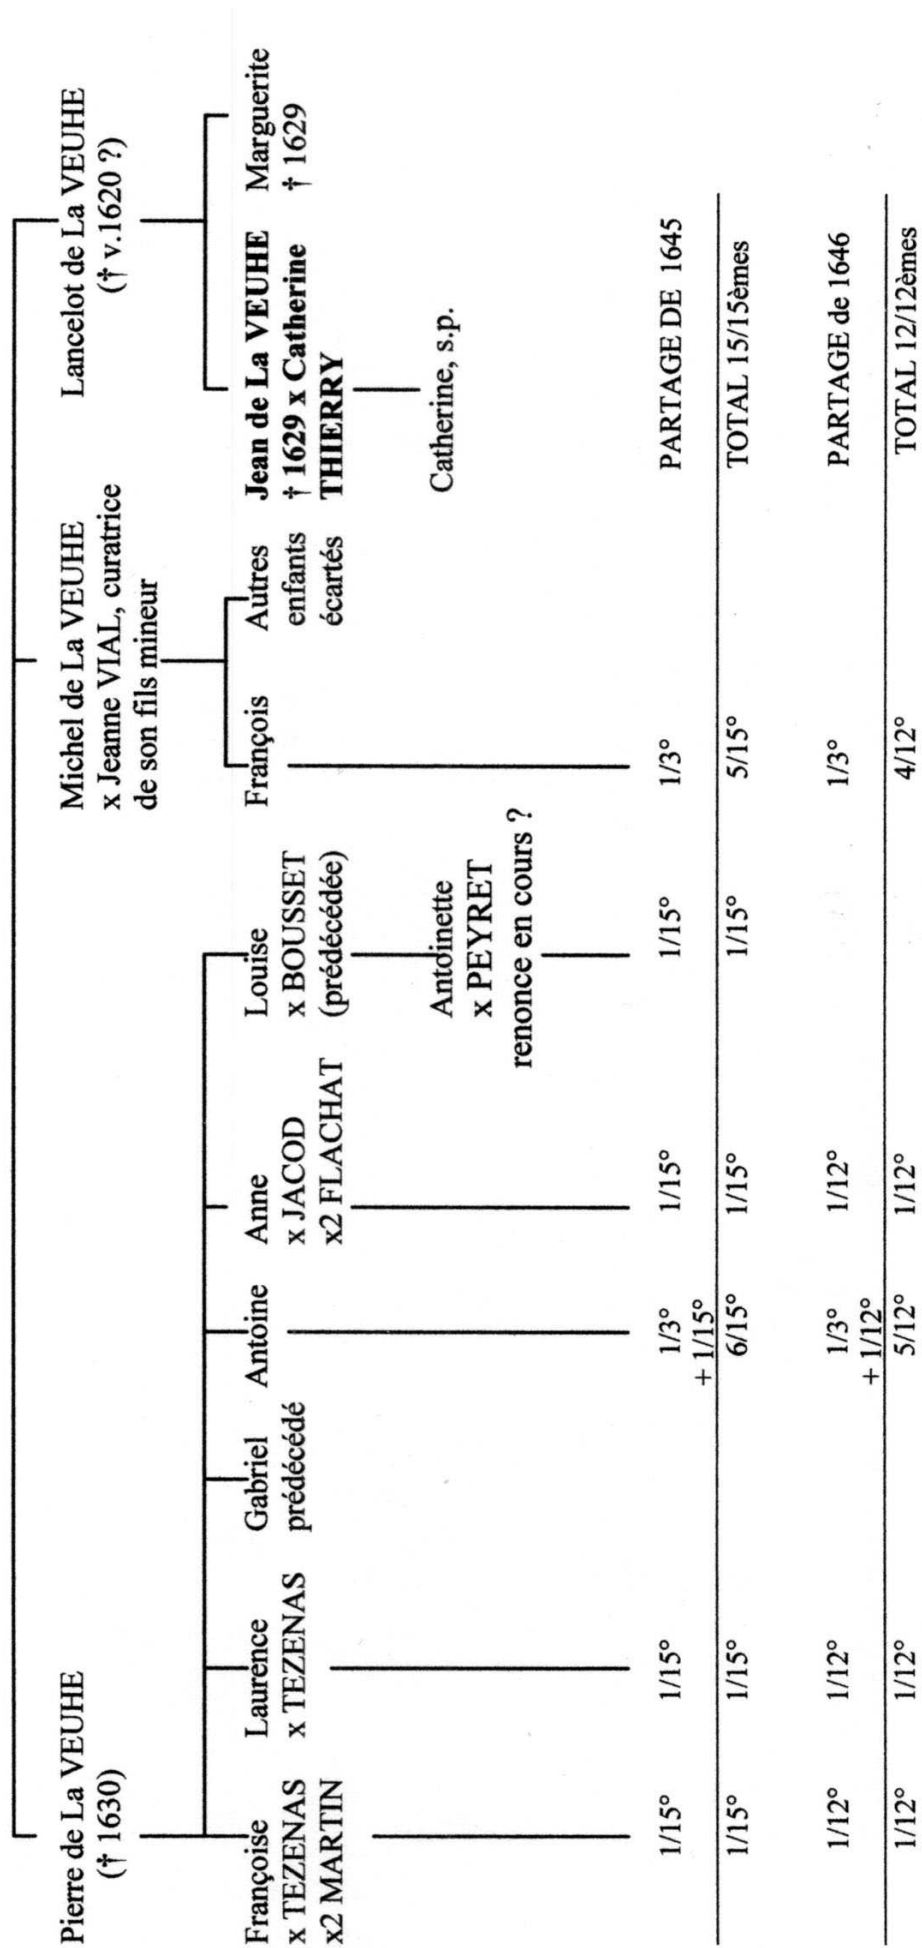 Pierre de La VEUHE
(† 1630)
Michel de La VEUHE
x Jeanne VIAL, curatrice
de son fils mineur
Lancelot de La VEUHE
(† v.1620 ?)
Françoise
x TEZENAS
x2 MARTIN
Laurence
x TEZENAS
Gabriel
prédécédé
Antoine
Anne
x JACOD
x2 FLACHAT
Louise
x BOUSSET
(prédécédée)
François
Autres
enfants
écartés
Jean de La VEUHE
† 1629 x Catherine
THIERRY
Marguerite
† 1629
Antoinette
x PEYRET
renonce en cours ?
Catherine, s.p.
1/15° 1/15° 1/3° 1/15° 1/15° 1/3° PARTAGE DE 1645
+ 1/15°
1/15° 1/15° 6/15° 1/15° 1/15° 5/15° TOTAL 15/15èmes
1/12° 1/12° 1/3° 1/12° 1/3° PARTAGE de 1646
+ 1/12°
1/12° 1/12° 5/12° 1/12° 4/12° TOTAL 12/12èmes